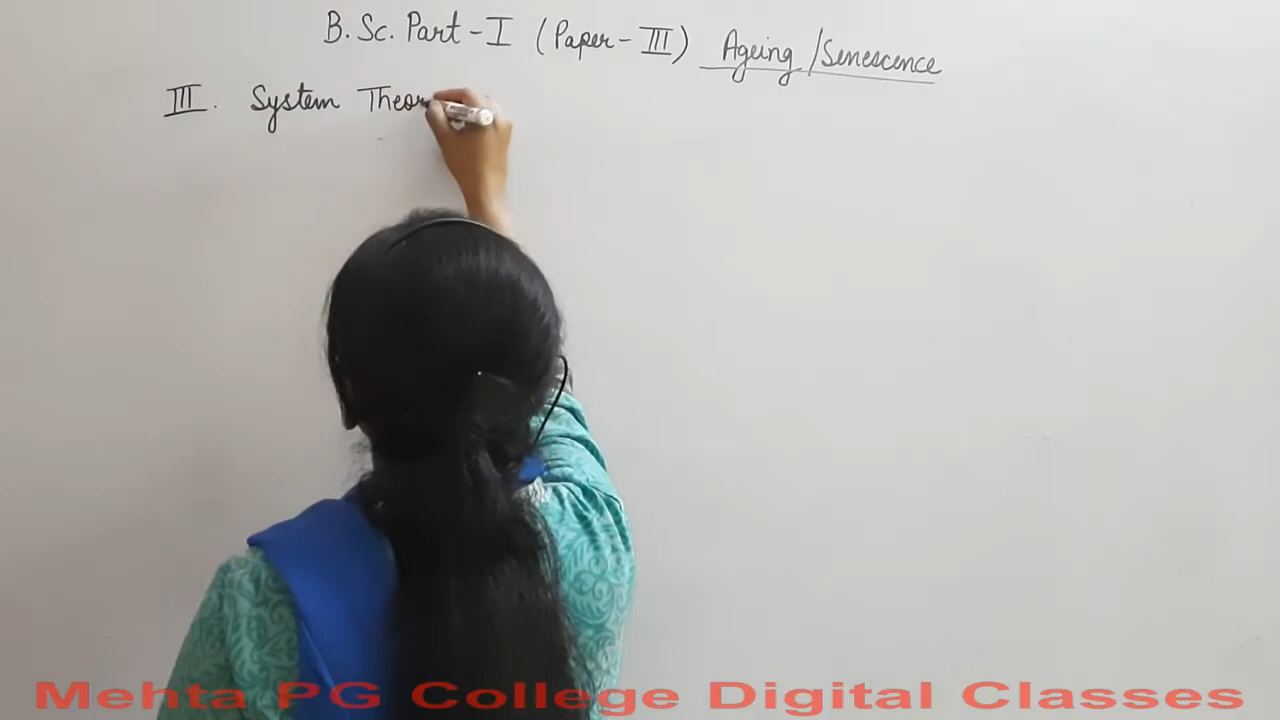 B. Sc. Part - I (Paper - III) Ageing / Senescence
III. System Theor
Mehta PG College Digital Classes